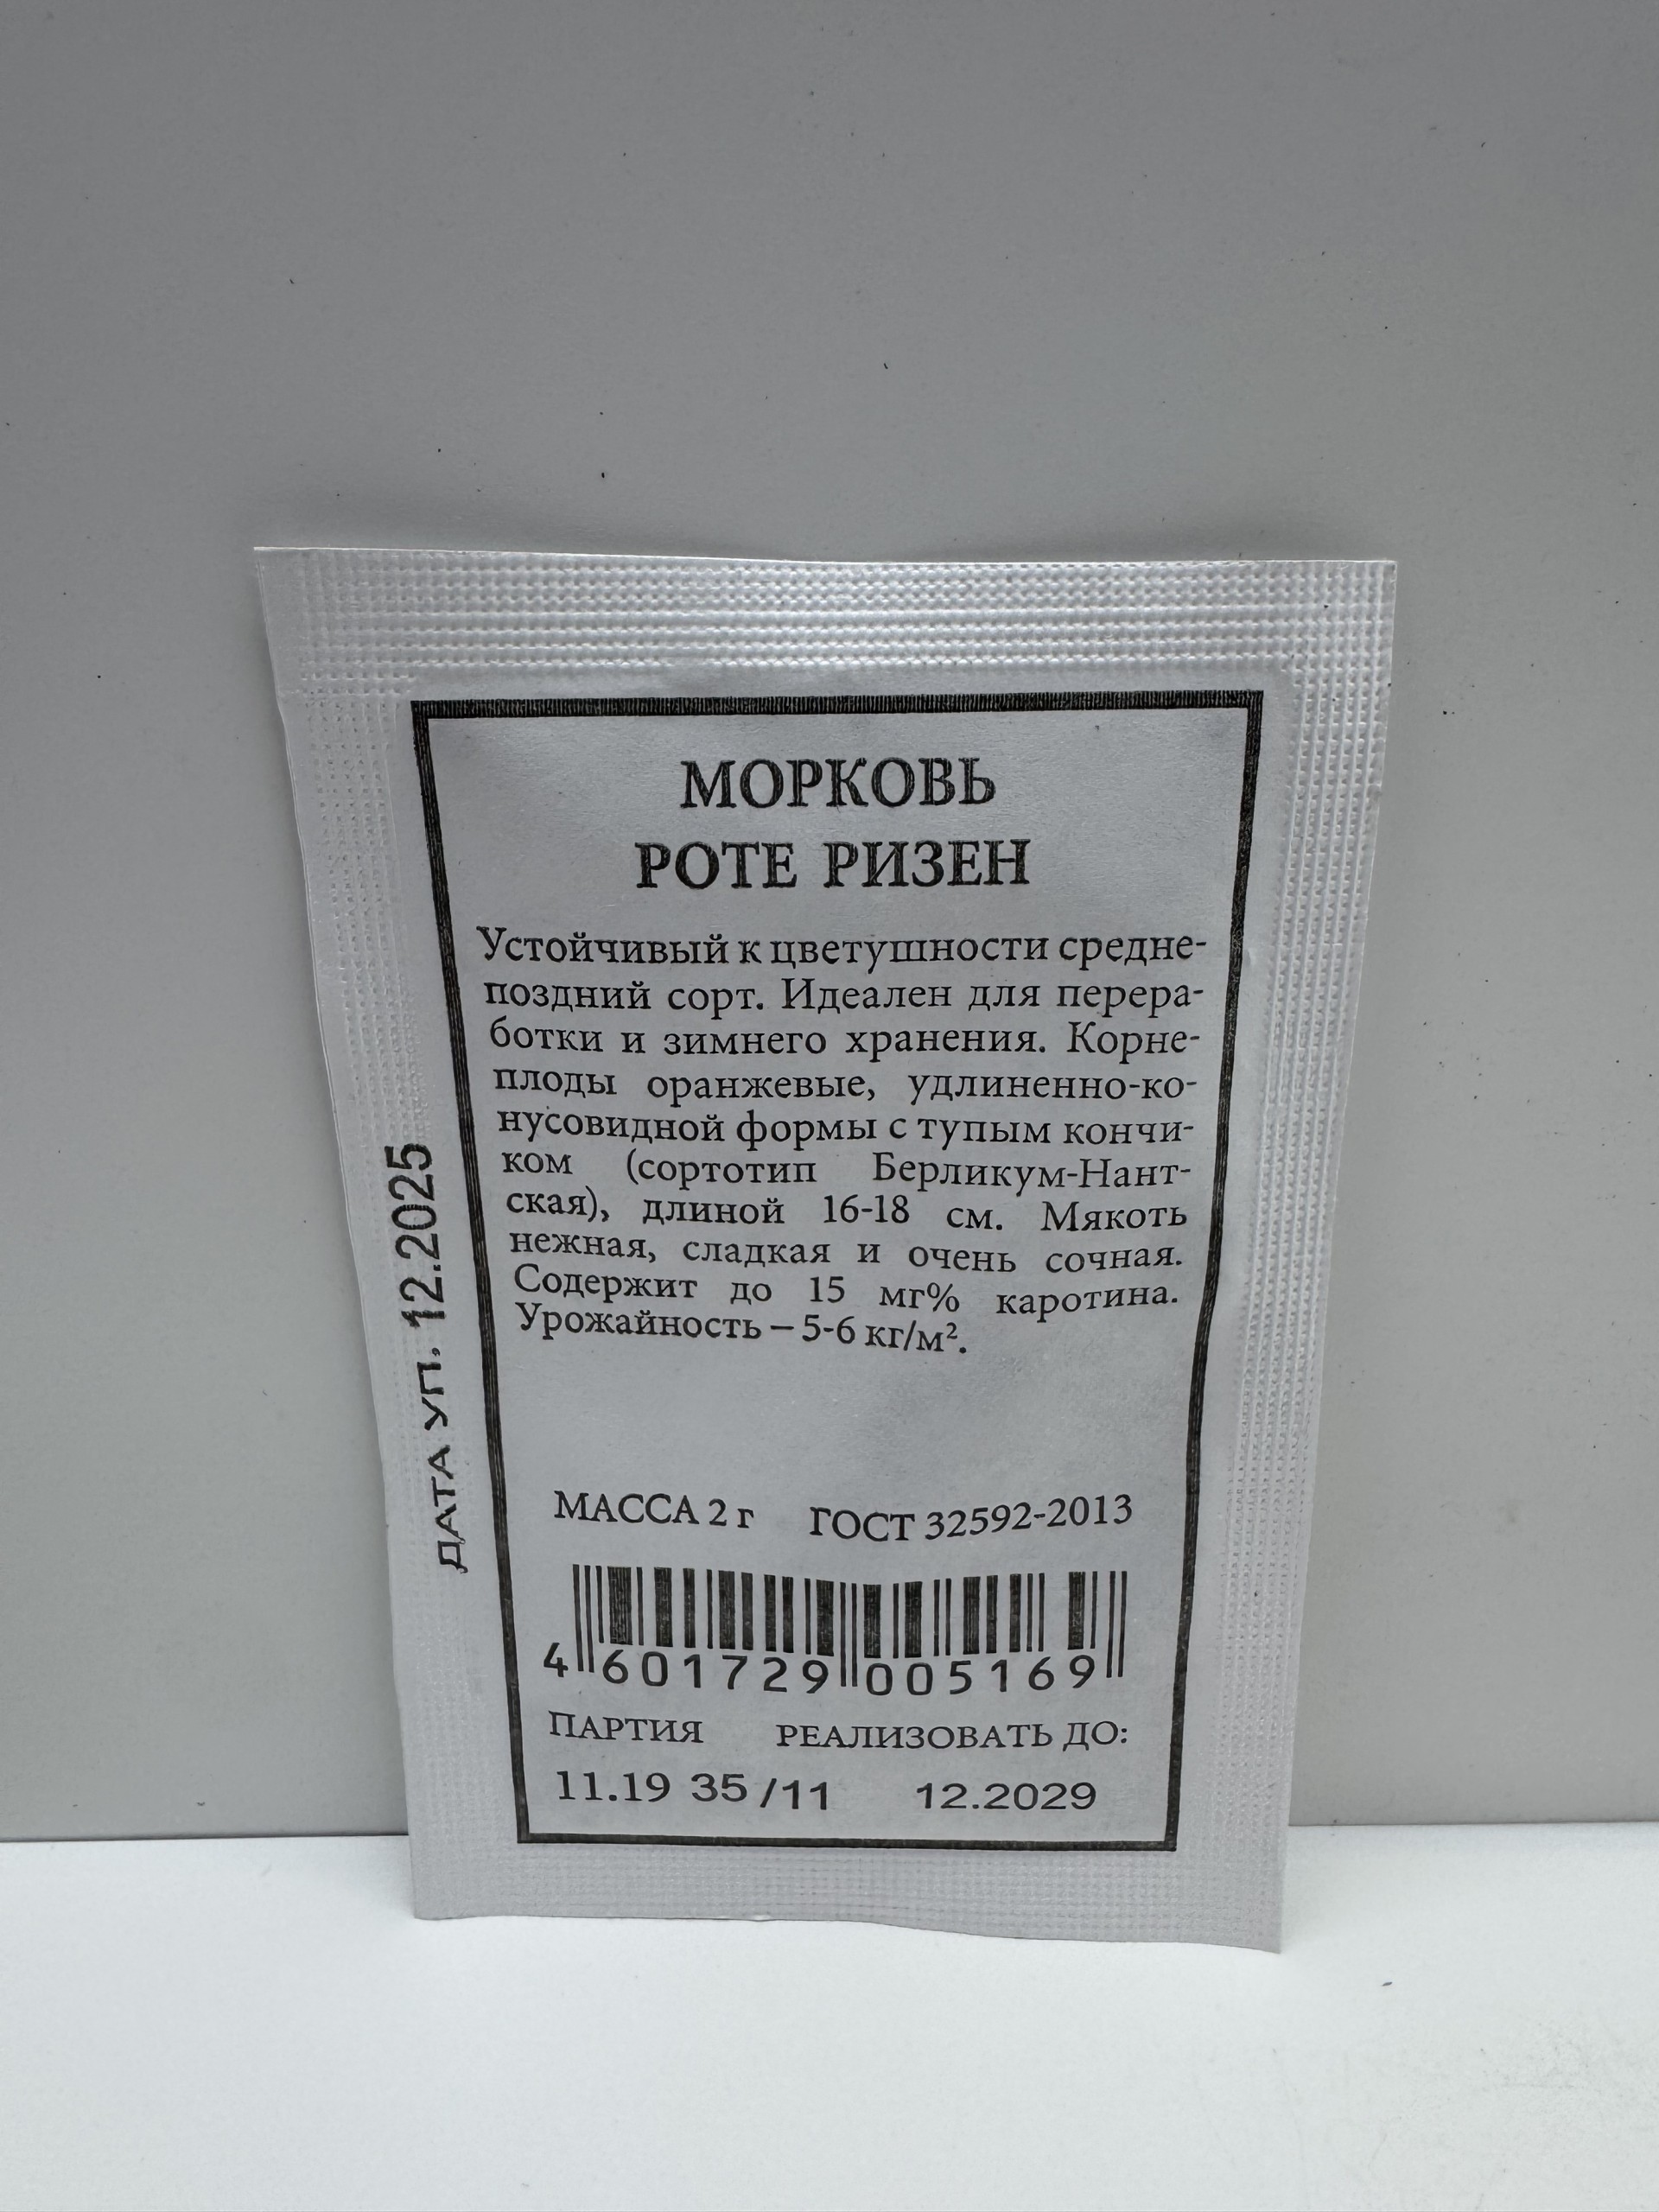 МОРКОВЬ
РОТЕ РИЗЕН
Устойчивый к цветушности средне-
поздний сорт. Идеален для перера-
ботки и зимнего хранения. Корне-
плоды оранжевые, удлиненно-ко-
нусовидной формы с тупым кончи-
ком (сортотип Берликум-Нант-
ская), длиной 16-18 см. Мякоть
нежная, сладкая и очень сочная.
Содержит до 15 мг% каротина.
Урожайность – 5-6 кг/м².
ДАТА УП. 12.2025
МАССА 2 г ГОСТ 32592-2013
4 601729 005169
ПАРТИЯ РЕАЛИЗОВАТЬ ДО:
11.19 35 /11 12.2029